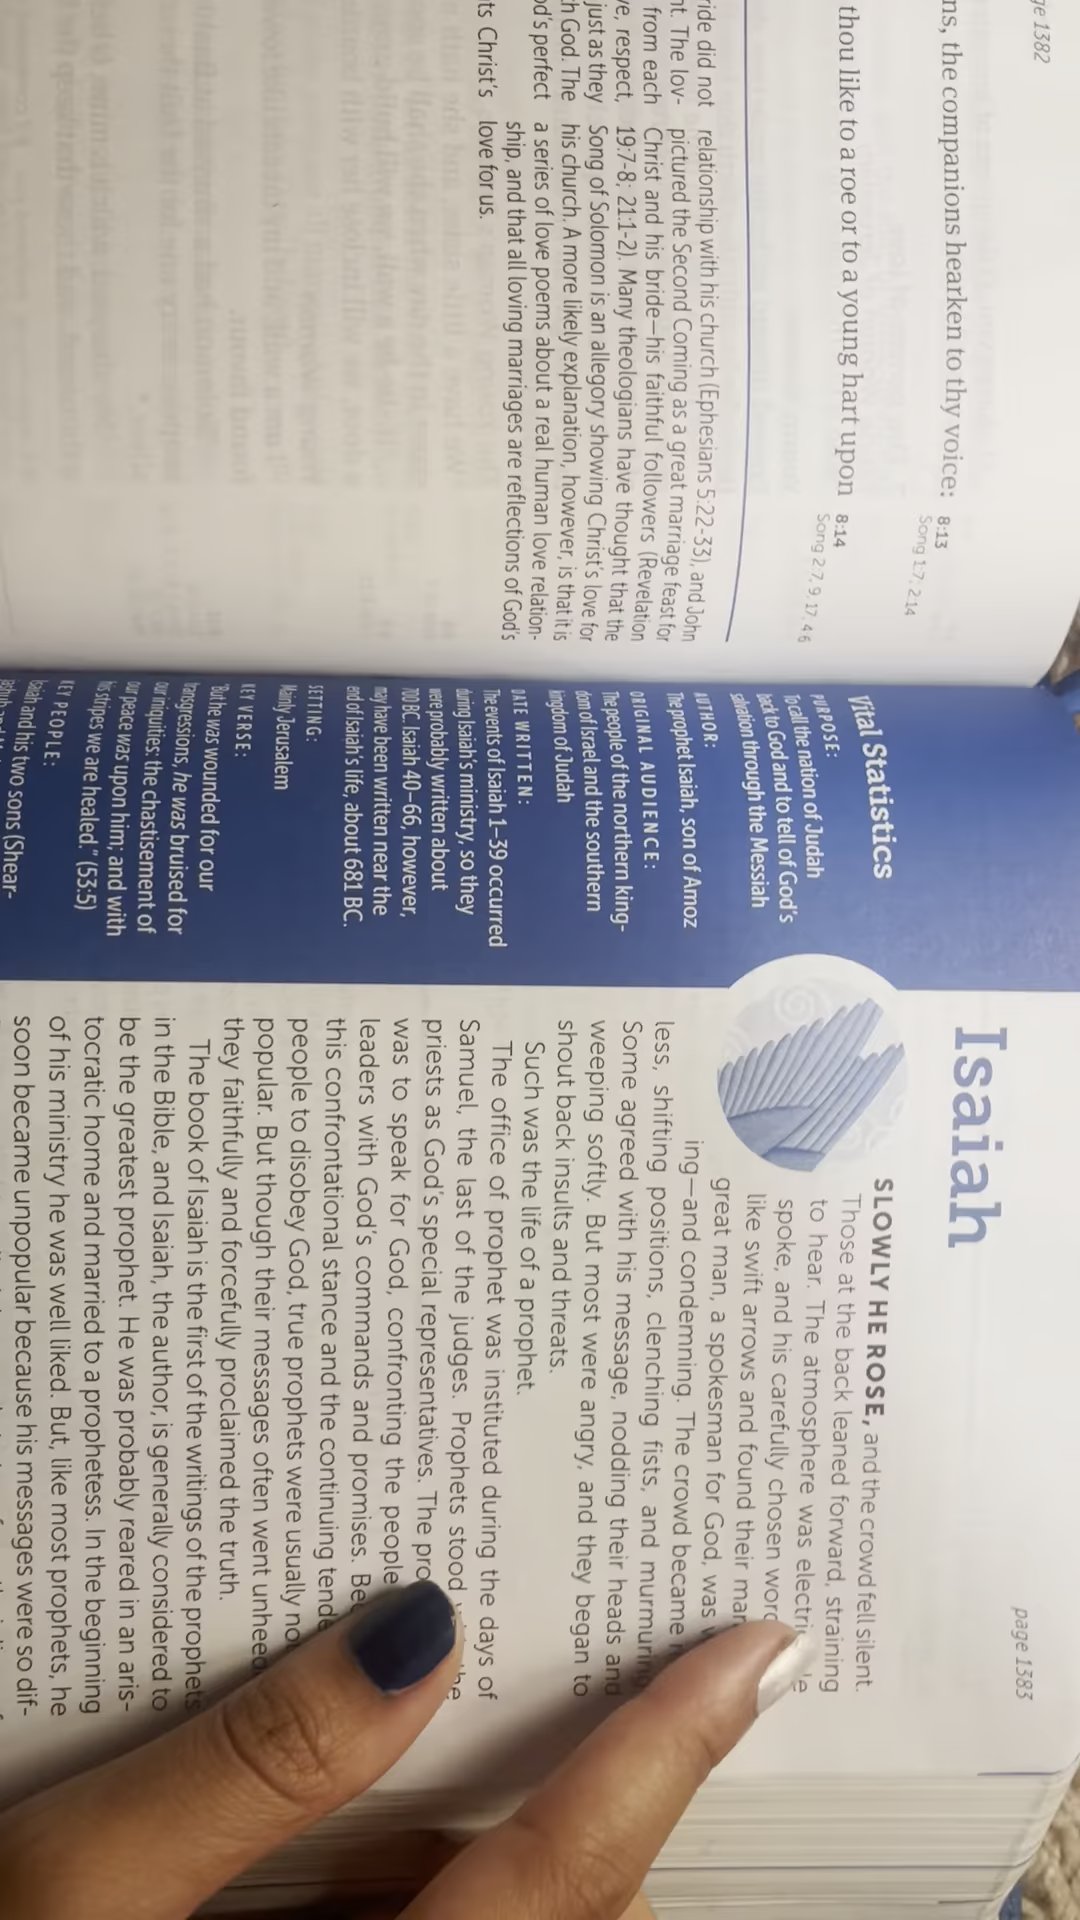 ge 1382
ns, the companions hearken to thy voice:
8:13
Song 1:7; 2:14
thou like to a roe or to a young hart upon
8:14
Song 2:7, 9, 17; 4:6
ride did not
nt. The lov-
from each
ve, respect,
just as they
h God. The
od's perfect
ts Christ's
relationship with his church (Ephesians 5:22-33), and John
pictured the Second Coming as a great marriage feast for
Christ and his bride—his faithful followers (Revelation
19:7-8; 21:1-2). Many theologians have thought that the
Song of Solomon is an allegory showing Christ's love for
his church. A more likely explanation, however, is that it is
a series of love poems about a real human love relation-
ship, and that all loving marriages are reflections of God's
love for us.
page 1383
Isaiah
Vital Statistics
PURPOSE:
To call the nation of Judah
back to God and to tell of God's
salvation through the Messiah
AUTHOR:
The prophet Isaiah, son of Amoz
ORIGINAL AUDIENCE:
The people of the northern king-
dom of Israel and the southern
kingdom of Judah
DATE WRITTEN:
The events of Isaiah 1–39 occurred
during Isaiah's ministry, so they
were probably written about
700 BC. Isaiah 40–66, however,
may have been written near the
end of Isaiah's life, about 681 BC.
SETTING:
Mainly Jerusalem
KEY VERSE:
"But he was wounded for our
transgressions, he was bruised for
our iniquities: the chastisement of
our peace was upon him; and with
his stripes we are healed." (53:5)
KEY PEOPLE:
Isaiah and his two sons (Shear-
SLOWLY HE ROSE, and the crowd fell silent.
Those at the back leaned forward, straining
to hear. The atmosphere was electri
spoke, and his carefully chosen word
like swift arrows and found their mar
great man, a spokesman for God, was w
ing—and condemning. The crowd became r
less, shifting positions, clenching fists, and murmuring
Some agreed with his message, nodding their heads and
weeping softly. But most were angry, and they began to
shout back insults and threats.
Such was the life of a prophet.
The office of prophet was instituted during the days of
Samuel, the last of the judges. Prophets stood the
priests as God's special representatives. The pro
was to speak for God, confronting the people
leaders with God's commands and promises. Bec
this confrontational stance and the continuing tende
people to disobey God, true prophets were usually no
popular. But though their messages often went unheed
they faithfully and forcefully proclaimed the truth.
The book of Isaiah is the first of the writings of the prophets
in the Bible, and Isaiah, the author, is generally considered to
be the greatest prophet. He was probably reared in an aris-
tocratic home and married to a prophetess. In the beginning
of his ministry he was well liked. But, like most prophets, he
soon became unpopular because his messages were so dif-